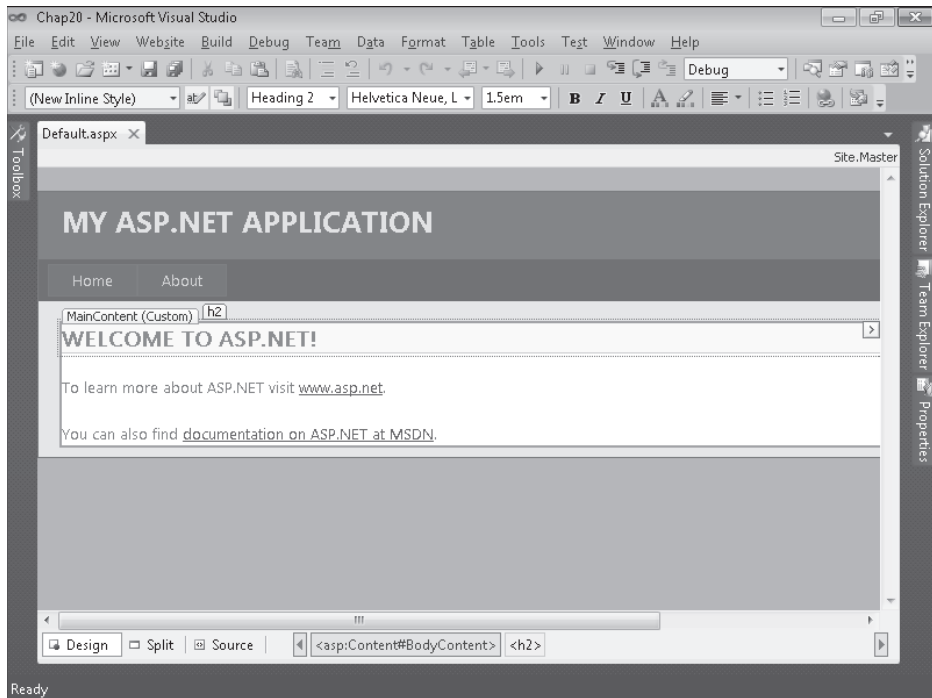 Chap20 - Microsoft Visual Studio
File Edit View Website Build Debug Team Data Format Table Tools Test Window Help
Debug
(New Inline Style) Heading 2 Helvetica Neue, L 1.5em B I U A
Toolbox
Default.aspx
Site.Master
MY ASP.NET APPLICATION
Home About
MainContent (Custom) h2
WELCOME TO ASP.NET!
To learn more about ASP.NET visit www.asp.net.
You can also find documentation on ASP.NET at MSDN.
Solution Explorer
Team Explorer
Properties
Design Split Source <asp:Content#BodyContent> <h2>
Ready